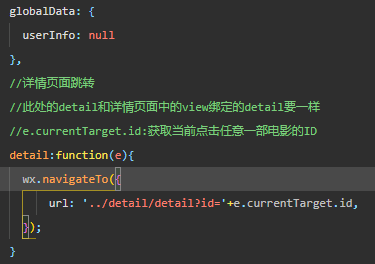 globalData: {
userInfo: null
},
//详情页面跳转
//此处的detail和详情页面中的view绑定的detail要一样
//e.currentTarget.id:获取当前点击任意一部电影的ID
detail:function(e){
wx.navigateTo({
url: '../detail/detail?id='+e.currentTarget.id,
});
}